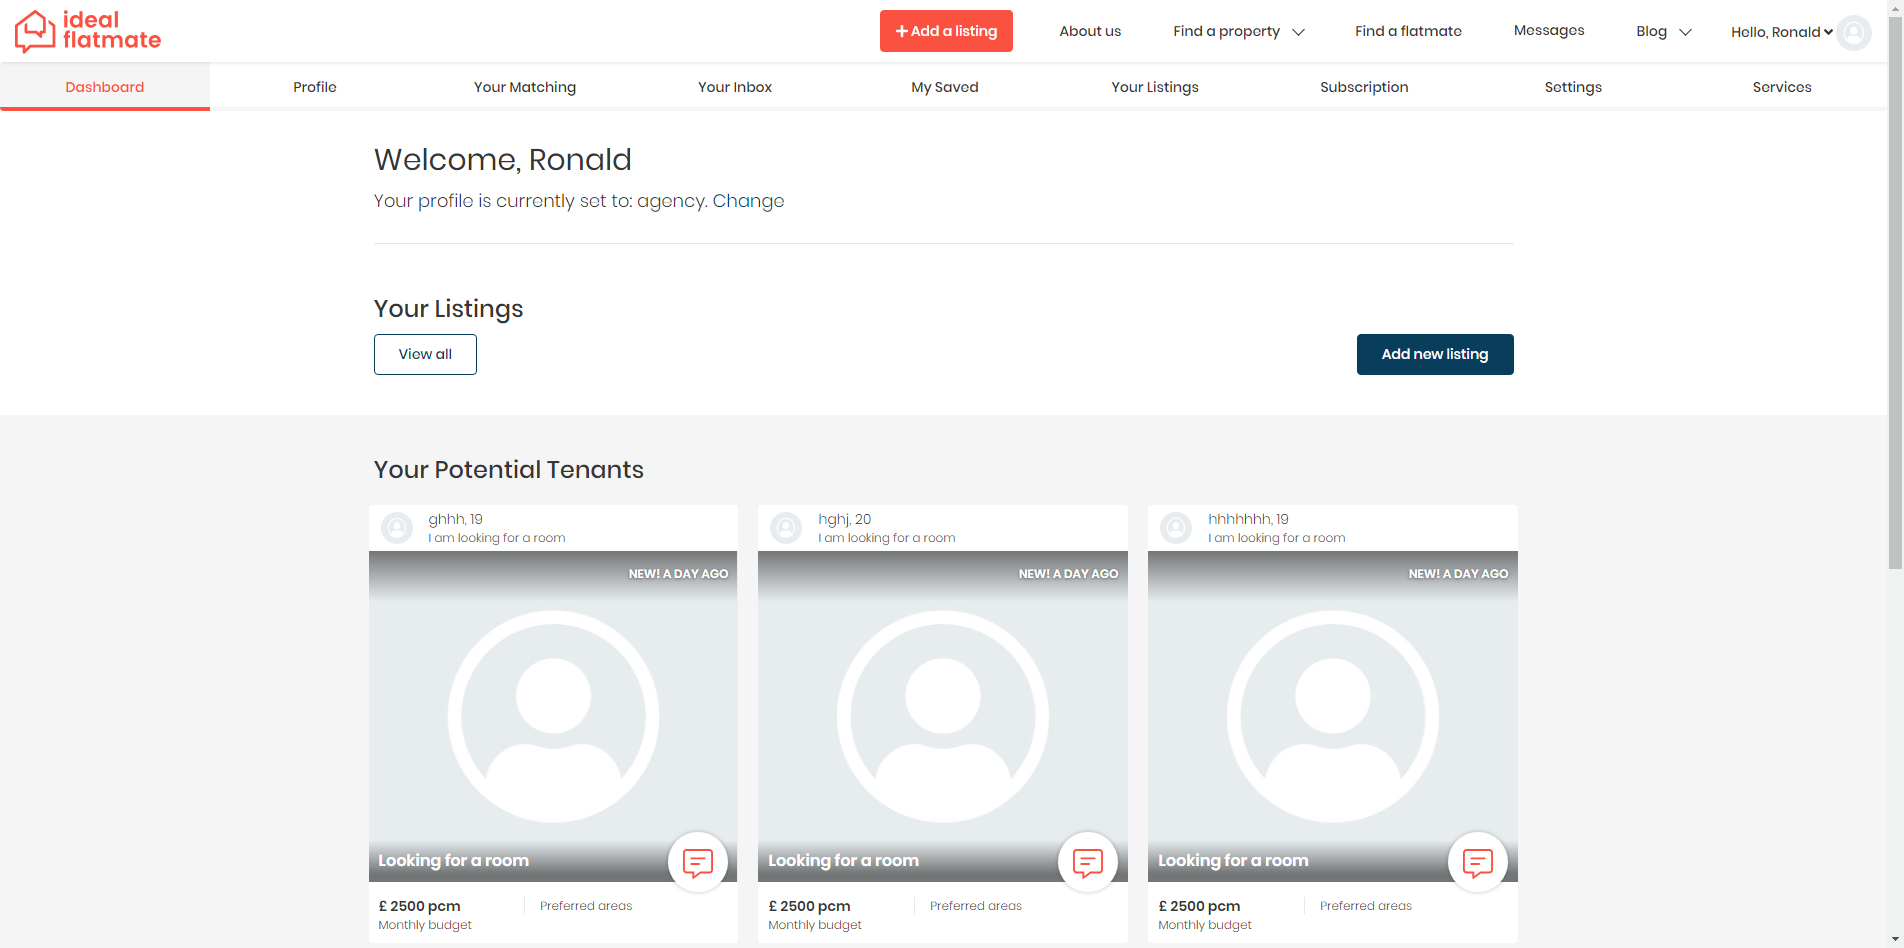 ideal
flatmate
Add a listing
About us
Find a property
Find a flatmate
Messages
Blog
Hello, Ronald
Dashboard
Profile
Your Matching
Your Inbox
My Saved
Your Listings
Subscription
Settings
Services
Welcome, Ronald
Your profile is currently set to: agency. Change
Your Listings
View all
Add new listing
Your Potential Tenants
ghhh, 19
I am looking for a room
NEW! A DAY AGO
Looking for a room
£ 2500 pcm
Monthly budget
Preferred areas
hghj, 20
I am looking for a room
NEW! A DAY AGO
Looking for a room
£ 2500 pcm
Monthly budget
Preferred areas
hhhhhhh, 19
I am looking for a room
NEW! A DAY AGO
Looking for a room
£ 2500 pcm
Monthly budget
Preferred areas